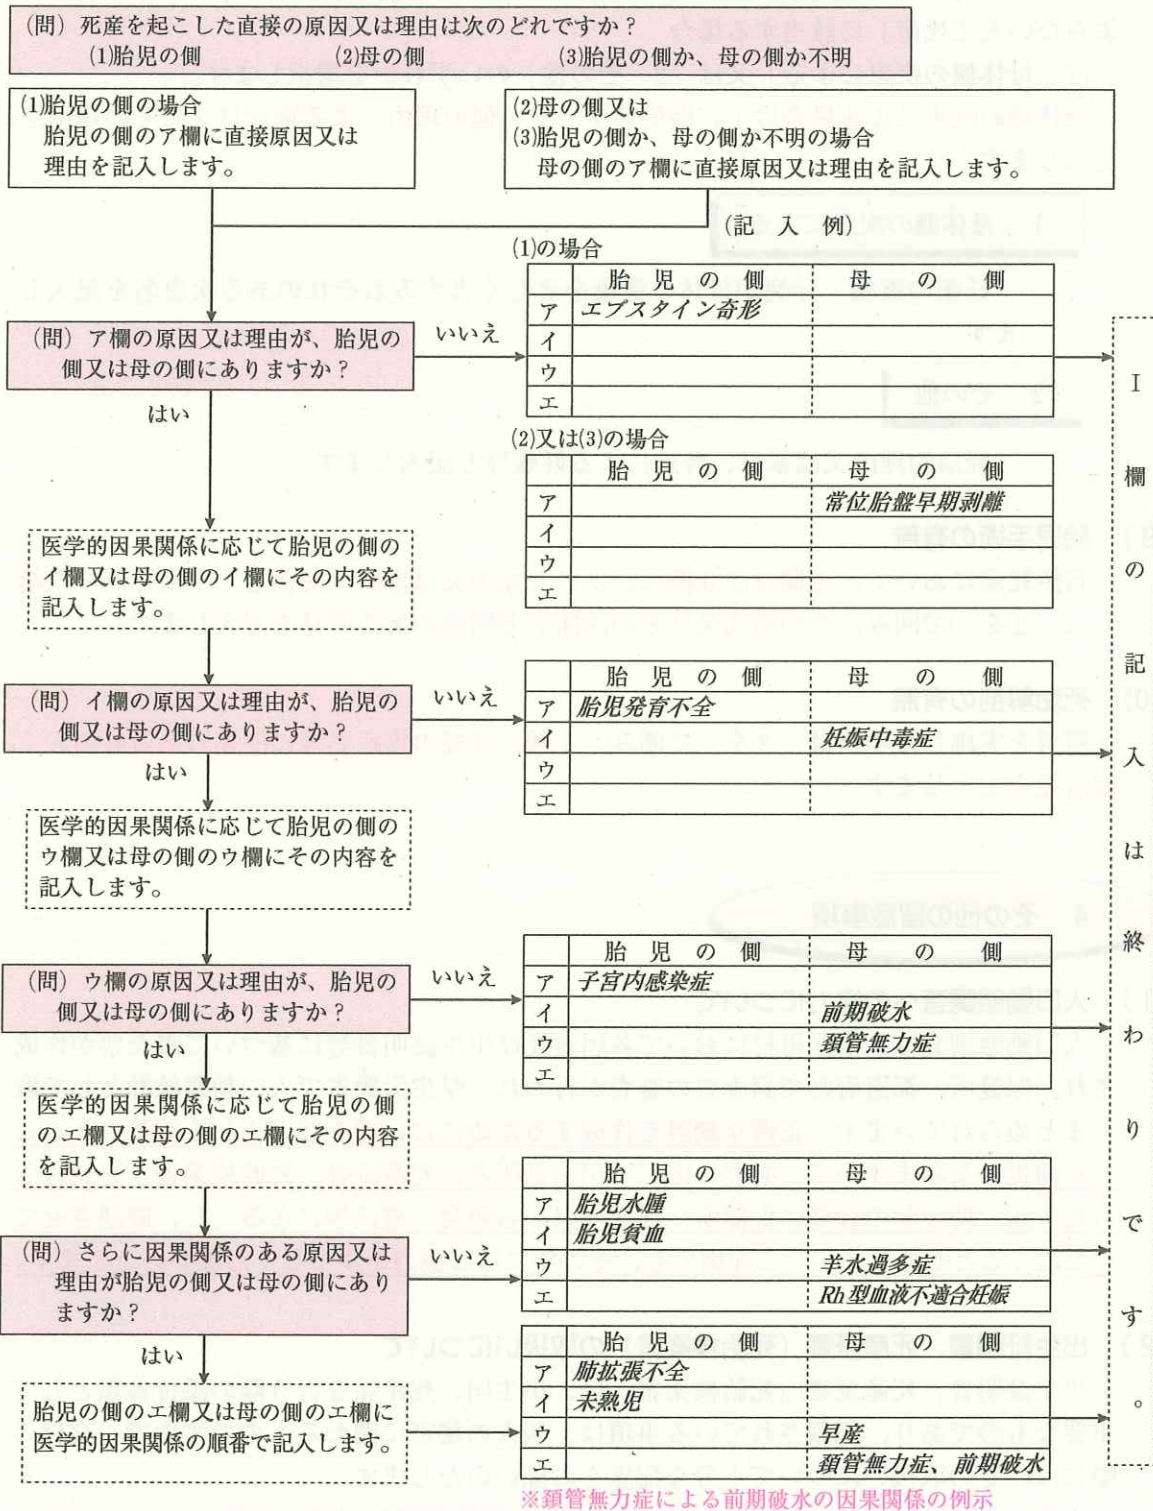 (問) 死産を起こした直接の原因又は理由は次のどれですか？
(1)胎児の側 (2)母の側 (3)胎児の側か、母の側か不明
(1)胎児の側の場合
胎児の側のア欄に直接原因又は
理由を記入します。
(2)母の側又は
(3)胎児の側か、母の側か不明の場合
母の側のア欄に直接原因又は理由を記入します。
(記 入 例)
(1)の場合
胎 児 の 側 母 の 側
ア エブスタイン奇形
イ
ウ
エ
(問) ア欄の原因又は理由が、胎児の
側又は母の側にありますか？
いいえ
はい
(2)又は(3)の場合
胎 児 の 側 母 の 側
ア 常位胎盤早期剥離
イ
ウ
エ
医学的因果関係に応じて胎児の側の
イ欄又は母の側のイ欄にその内容を
記入します。
(問) イ欄の原因又は理由が、胎児の
側又は母の側にありますか？
いいえ
はい
胎 児 の 側 母 の 側
ア 胎児発育不全
イ 妊娠中毒症
ウ
エ
医学的因果関係に応じて胎児の側の
ウ欄又は母の側のウ欄にその内容を
記入します。
(問) ウ欄の原因又は理由が、胎児の
側又は母の側にありますか？
いいえ
はい
胎 児 の 側 母 の 側
ア 子宮内感染症
イ 前期破水
ウ 頚管無力症
エ
医学的因果関係に応じて胎児の側
のエ欄又は母の側のエ欄にその内容
を記入します。
(問) さらに因果関係のある原因又は
理由が胎児の側又は母の側にあり
ますか？
いいえ
はい
胎 児 の 側 母 の 側
ア 胎児水腫
イ 胎児貧血
ウ 羊水過多症
エ Rh型血液不適合妊娠
胎児の側のエ欄又は母の側のエ欄に
医学的因果関係の順番で記入します。
胎 児 の 側 母 の 側
ア 肺拡張不全
イ 未熟児
ウ 早産
エ 頚管無力症、前期破水
※頚管無力症による前期破水の因果関係の例示
Ⅰ欄の記入は終わりです。